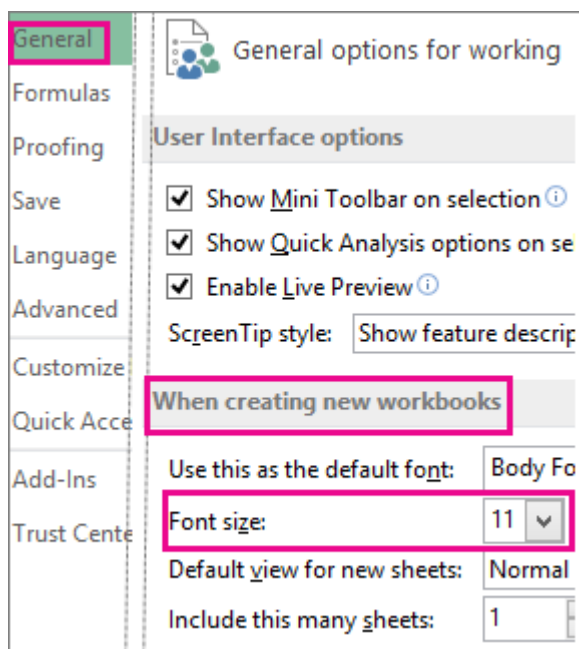 General
Formulas
Proofing
Save
Language
Advanced
Customize
Quick Acce
Add-Ins
Trust Cente
General options for working
User Interface options
Show Mini Toolbar on selection
Show Quick Analysis options on se
Enable Live Preview
ScreenTip style: Show feature descrip
When creating new workbooks
Use this as the default font: Body Fo
Font size: 11
Default view for new sheets: Normal
Include this many sheets: 1